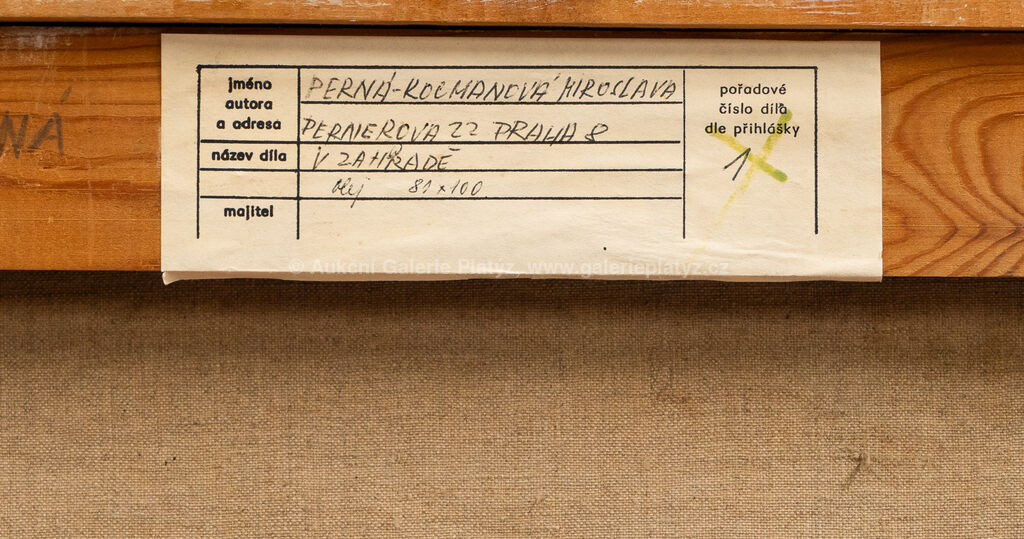 NÁ
jméno
autora
a adresa
PERNÁ-KOCMANOVÁ MIROSLAVA
PERNEROVA 22 PRAHA 8
název díla
V ZAHRADĚ
olej 81 x 100
majitel
pořadové
číslo díla
dle přihlášky
1
© Aukční Galerie Platýz, www.galerieplatyz.cz